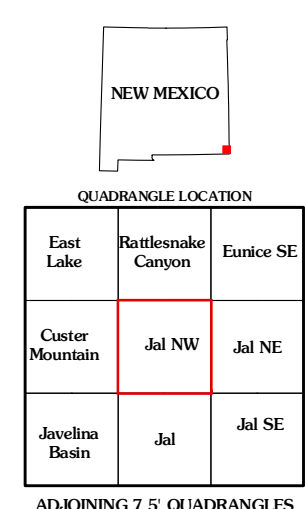 NEW MEXICO
QUADRANGLE LOCATION
East Lake
Rattlesnake Canyon
Eunice SE
Custer Mountain
Jal NW
Jal NE
Javelina Basin
Jal
Jal SE
ADJOINING 7.5' QUADRANGLES